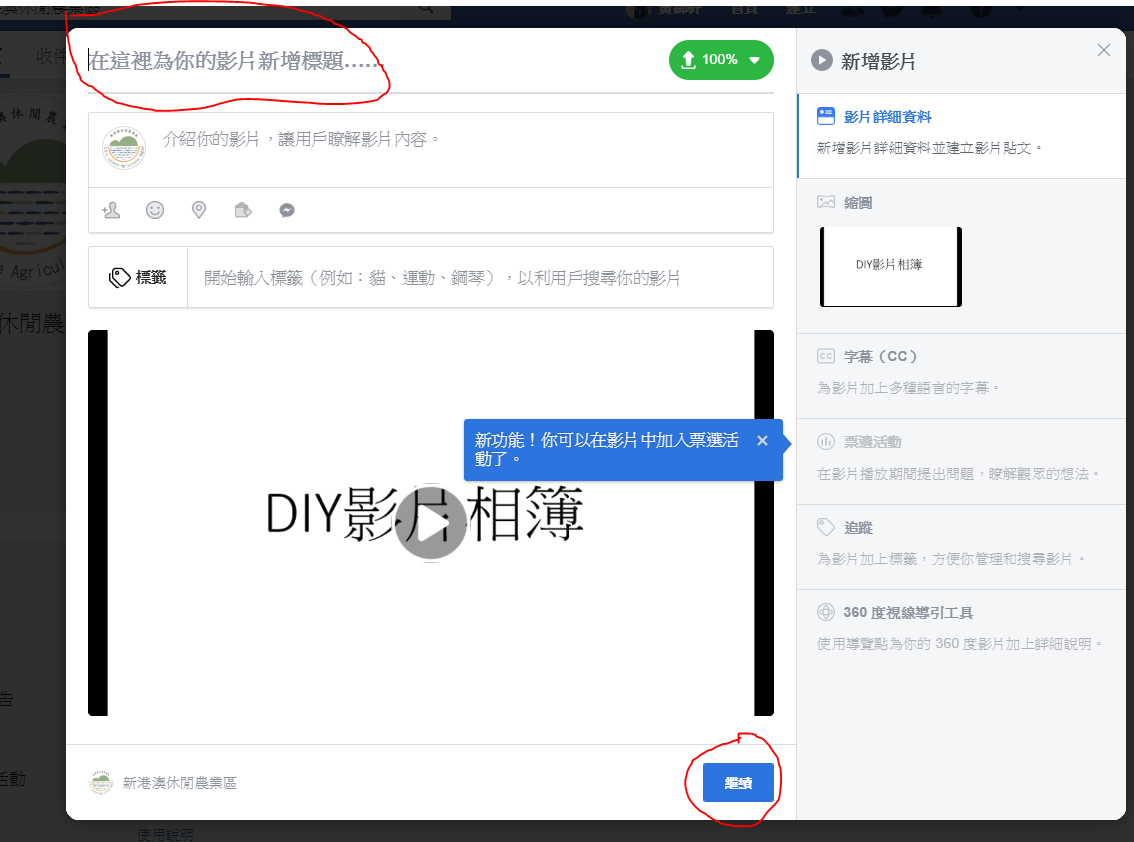 在這裡為你的影片新增標題……
100%
介紹你的影片，讓用戶瞭解影片內容。
標籤
開始輸入標籤（例如：貓、運動、鋼琴），以利用戶搜尋你的影片
DIY影片相簿
新功能！你可以在影片中加入票選活
動了。
新港澳休閒農業區
繼續
新增影片
影片詳細資料
新增影片詳細資料並建立影片貼文。
縮圖
DIY影片相簿
字幕（CC）
為影片加上多種語言的字幕。
票選活動
在影片播放期間提出問題，瞭解觀眾的想法。
追蹤
為影片加上標籤，方便你管理和搜尋影片。
360 度視線導引工具
使用導覽點為你的 360 度影片加上詳細說明。
收件
休閒農
告
活動
使用說明